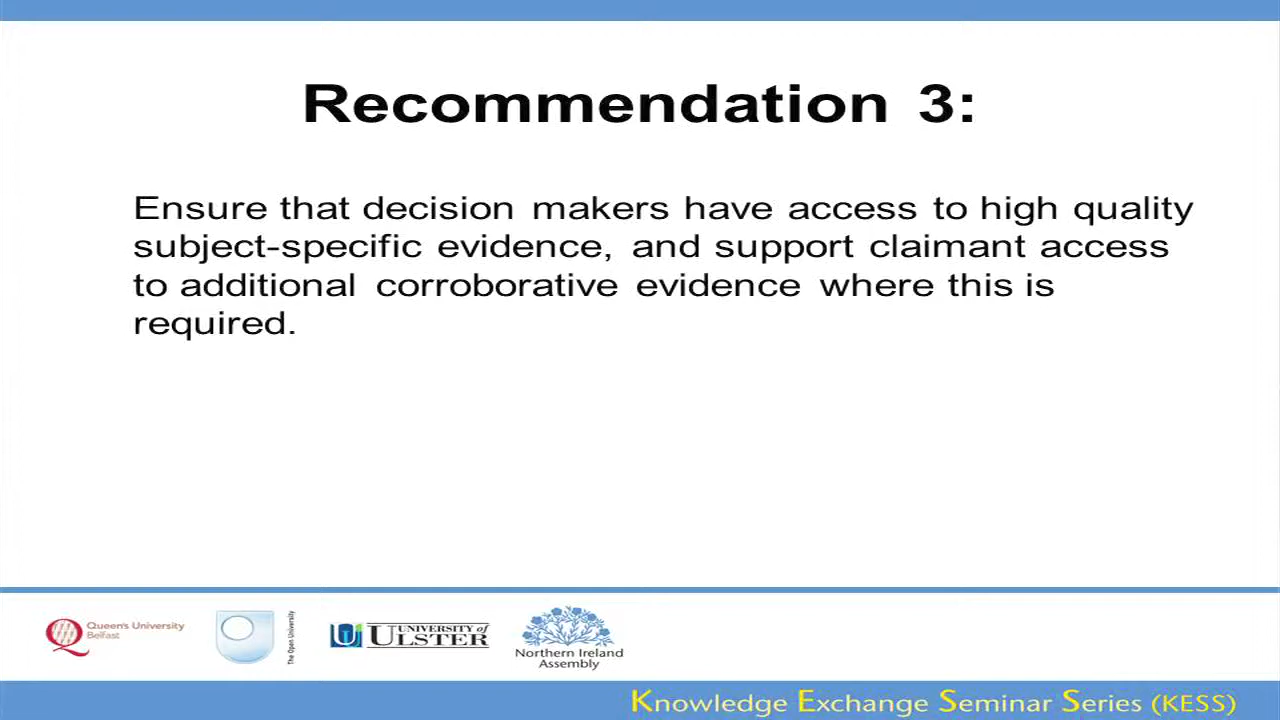 Recommendation 3:
Ensure that decision makers have access to high quality
subject-specific evidence, and support claimant access
to additional corroborative evidence where this is
required.
Queen's University
Belfast
The Open University
UNIVERSITY of
ULSTER
Northern Ireland
Assembly
Knowledge Exchange Seminar Series (KESS)